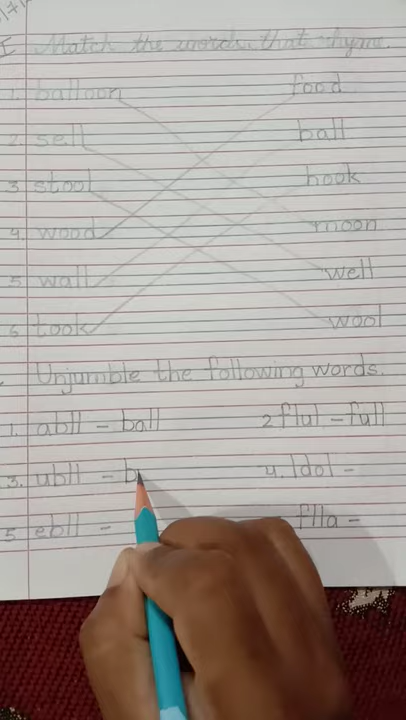 I Match the words that rhyme.
1. balloon food
2. sell ball
3 stool hook
4. wood moon
5 wall well
6 took wool
Unjumble the following words.
1. abll - ball 2 flul - full
3. ubll - b 4. ldol -
5 ebll - flla -